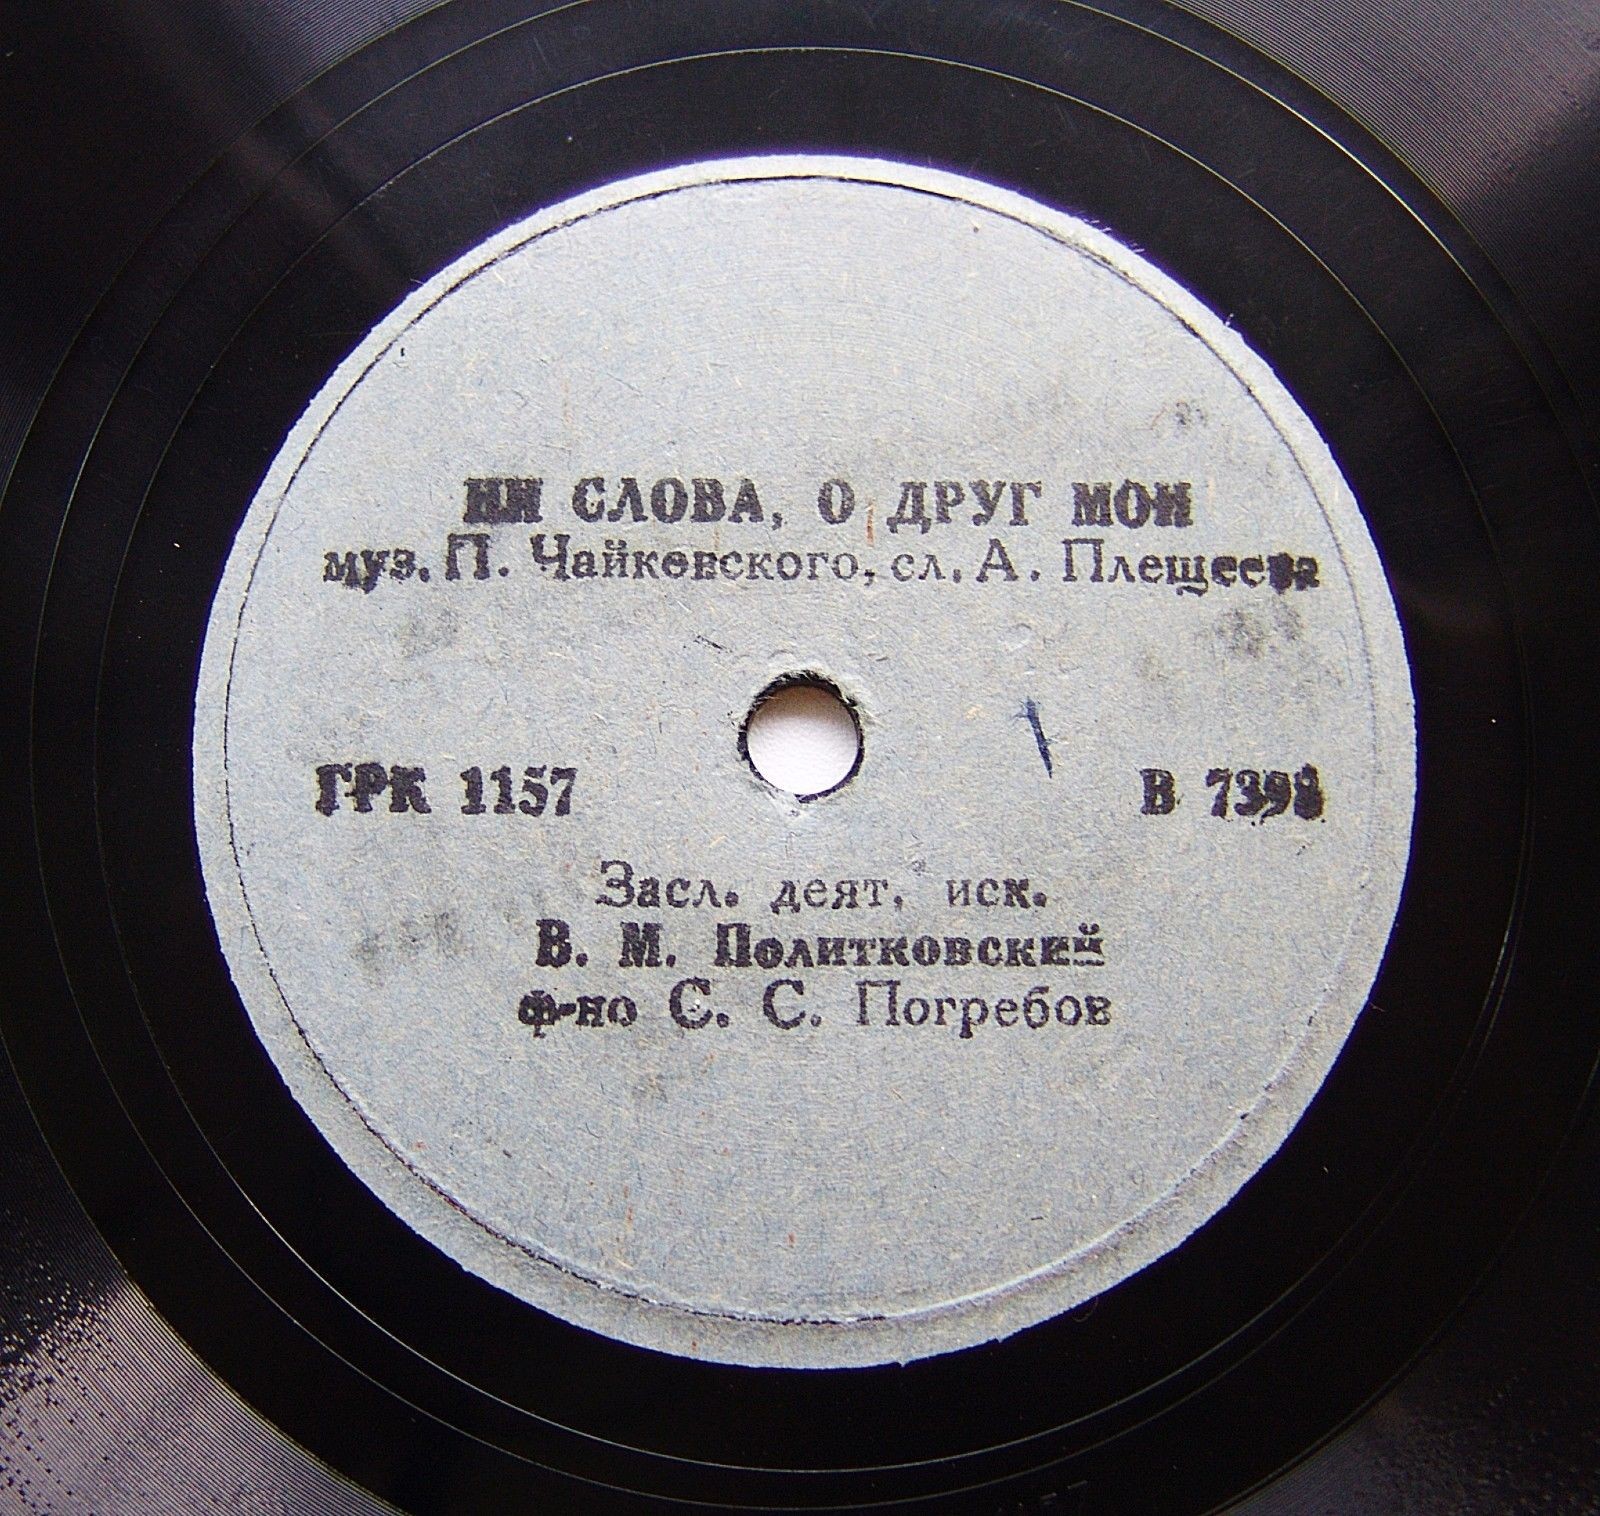 НИ СЛОВА, О ДРУГ МОЙ
муз. П. Чайковского, сл. А. Плещеева
ГРК 1157
В 7398
Засл. деят. иск.
В. М. Политковский
ф-но С. С. Погребов